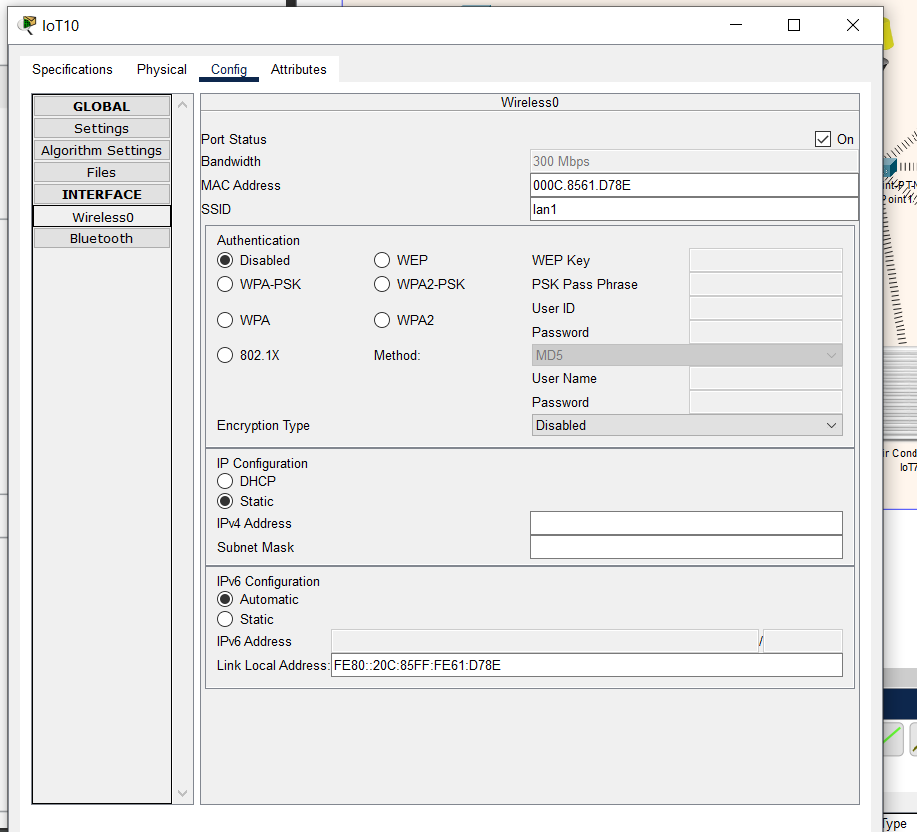 IoT10
Specifications Physical Config Attributes
GLOBAL
Settings
Algorithm Settings
Files
INTERFACE
Wireless0
Bluetooth
Wireless0
Port Status On
Bandwidth 300 Mbps
MAC Address 000C.8561.D78E
SSID lan1
Authentication
Disabled WEP WEP Key
WPA-PSK WPA2-PSK PSK Pass Phrase
User ID
WPA WPA2
Password
802.1X Method: MD5
User Name
Password
Encryption Type Disabled
IP Configuration
DHCP
Static
IPv4 Address
Subnet Mask
IPv6 Configuration
Automatic
Static
IPv6 Address /
Link Local Address: FE80::20C:85FF:FE61:D78E
int-PT-
Point1
ir Cond
IoT7
Type